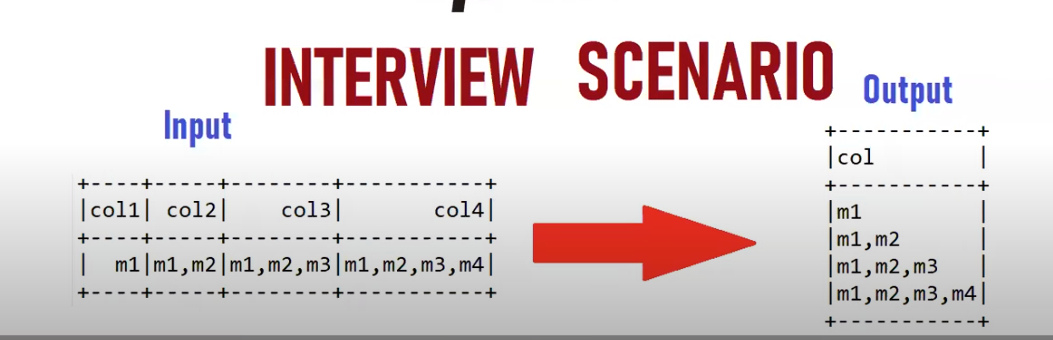 INTERVIEW SCENARIO
Input
+----+-----+--------+-----------+
|col1| col2|    col3|       col4|
+----+-----+--------+-----------+
|  m1|m1,m2|m1,m2,m3|m1,m2,m3,m4|
+----+-----+--------+-----------+
Output
+-----------+
|col        |
+-----------+
|m1         |
|m1,m2      |
|m1,m2,m3   |
|m1,m2,m3,m4|
+-----------+